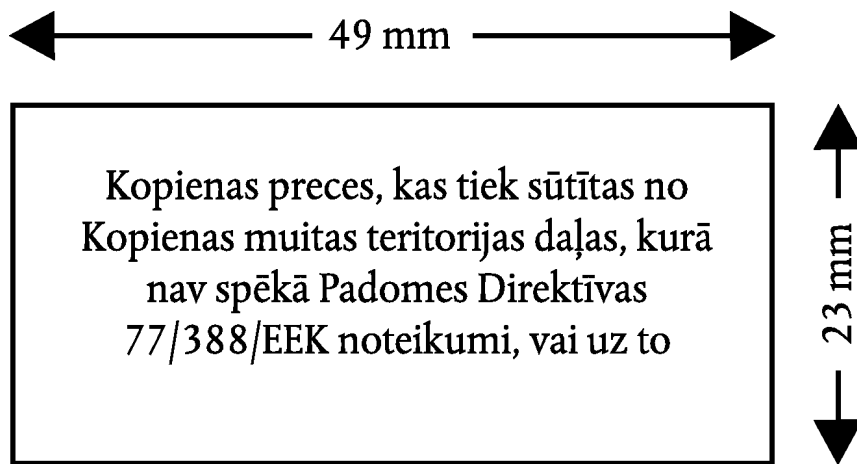 49 mm
Kopienas preces, kas tiek sūtītas no
Kopienas muitas teritorijas daļas, kurā
nav spēkā Padomes Direktīvas
77/388/EEK noteikumi, vai uz to
23 mm